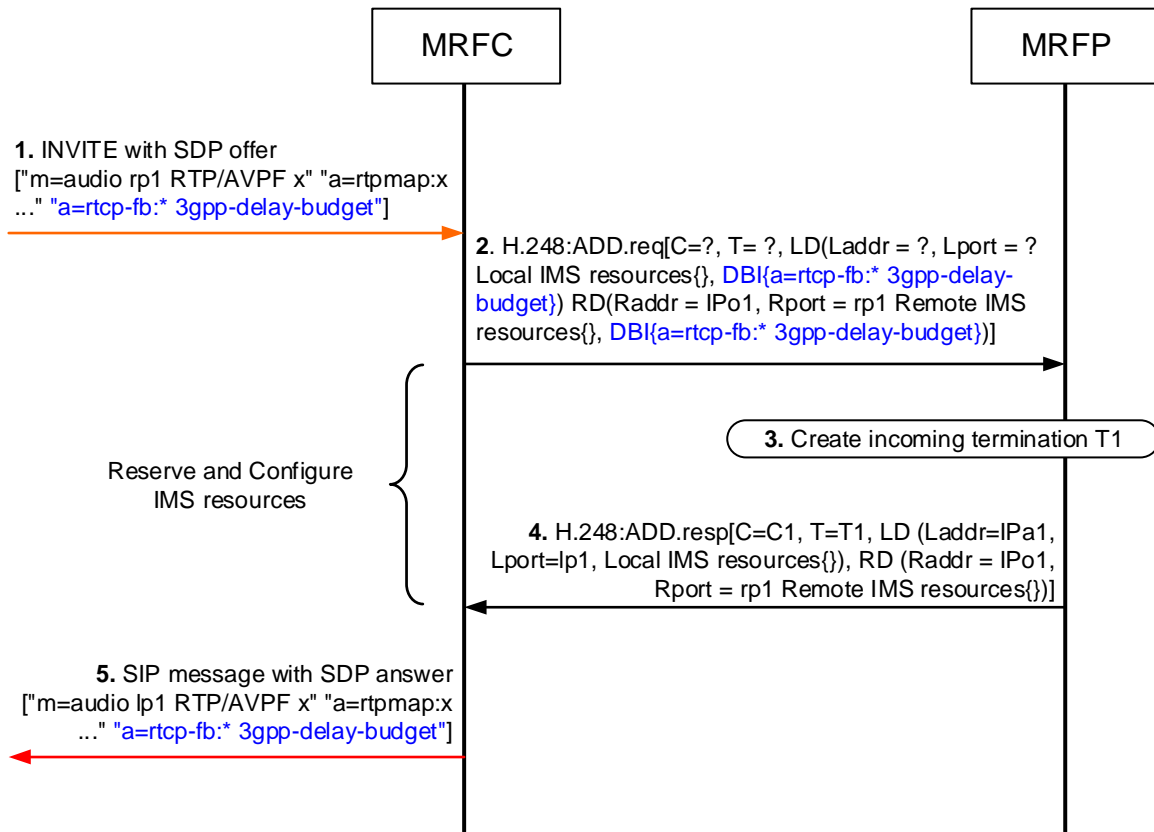 MRFC
MRFP
1. INVITE with SDP offer
["m=audio rp1 RTP/AVPF x" "a=rtpmap:x
..." "a=rtcp-fb:* 3gpp-delay-budget"]
2. H.248:ADD.req[C=?, T= ?, LD(Laddr = ?, Lport = ?
Local IMS resources{}, DBI{a=rtcp-fb:* 3gpp-delay-
budget}) RD(Raddr = IPo1, Rport = rp1 Remote IMS
resources{}, DBI{a=rtcp-fb:* 3gpp-delay-budget})]
3. Create incoming termination T1
Reserve and Configure
IMS resources
4. H.248:ADD.resp[C=C1, T=T1, LD (Laddr=IPa1,
Lport=lp1, Local IMS resources{}), RD (Raddr = IPo1,
Rport = rp1 Remote IMS resources{})]
5. SIP message with SDP answer
["m=audio lp1 RTP/AVPF x" "a=rtpmap:x
..." "a=rtcp-fb:* 3gpp-delay-budget"]